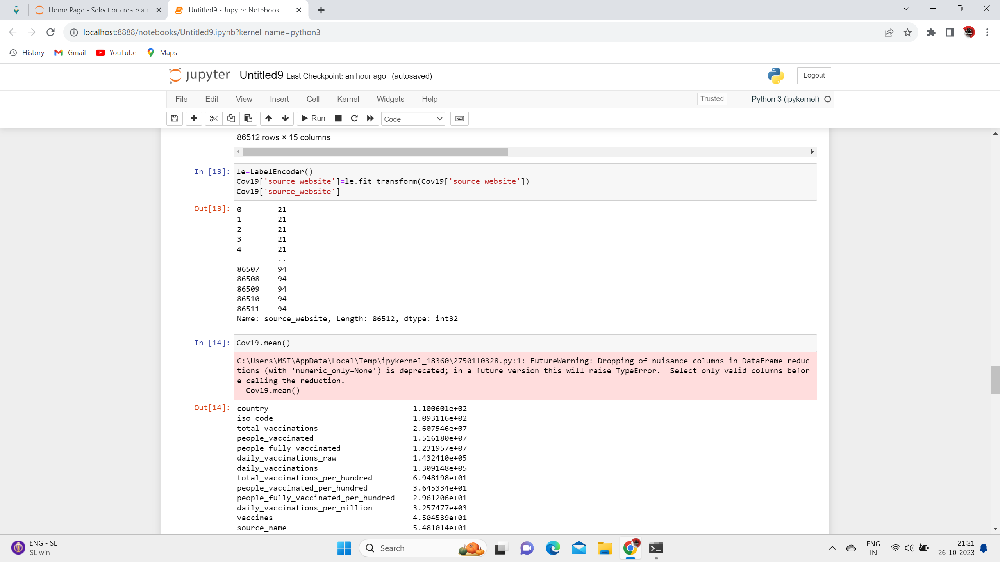 Home Page - Select or create a
Untitled9 - Jupyter Notebook
localhost:8888/notebooks/Untitled9.ipynb?kernel_name=python3
History Gmail YouTube Maps
jupyter Untitled9 Last Checkpoint: an hour ago (autosaved)
Logout
File Edit View Insert Cell Kernel Widgets Help
Trusted Python 3 (ipykernel)
Run Code
86512 rows × 15 columns
In [13]: le=LabelEncoder()
Cov19['source_website']=le.fit_transform(Cov19['source_website'])
Cov19['source_website']
Out[13]: 0 21
1 21
2 21
3 21
4 21
..
86507 94
86508 94
86509 94
86510 94
86511 94
Name: source_website, Length: 86512, dtype: int32
In [14]: Cov19.mean()
C:\Users\MSI\AppData\Local\Temp\ipykernel_18360\2750110328.py:1: FutureWarning: Dropping of nuisance columns in DataFrame reduc
tions (with 'numeric_only=None') is deprecated; in a future version this will raise TypeError.  Select only valid columns befor
e calling the reduction.
Cov19.mean()
Out[14]: country 1.100601e+02
iso_code 1.093116e+02
total_vaccinations 2.607546e+07
people_vaccinated 1.516180e+07
people_fully_vaccinated 1.231957e+07
daily_vaccinations_raw 1.432410e+05
daily_vaccinations 1.309148e+05
total_vaccinations_per_hundred 6.948198e+01
people_vaccinated_per_hundred 3.645334e+01
people_fully_vaccinated_per_hundred 2.961206e+01
daily_vaccinations_per_million 3.257477e+03
vaccines 4.504539e+01
source_name 5.481014e+01
ENG - SL
SL win
Search
ENG
IN
21:21
26-10-2023